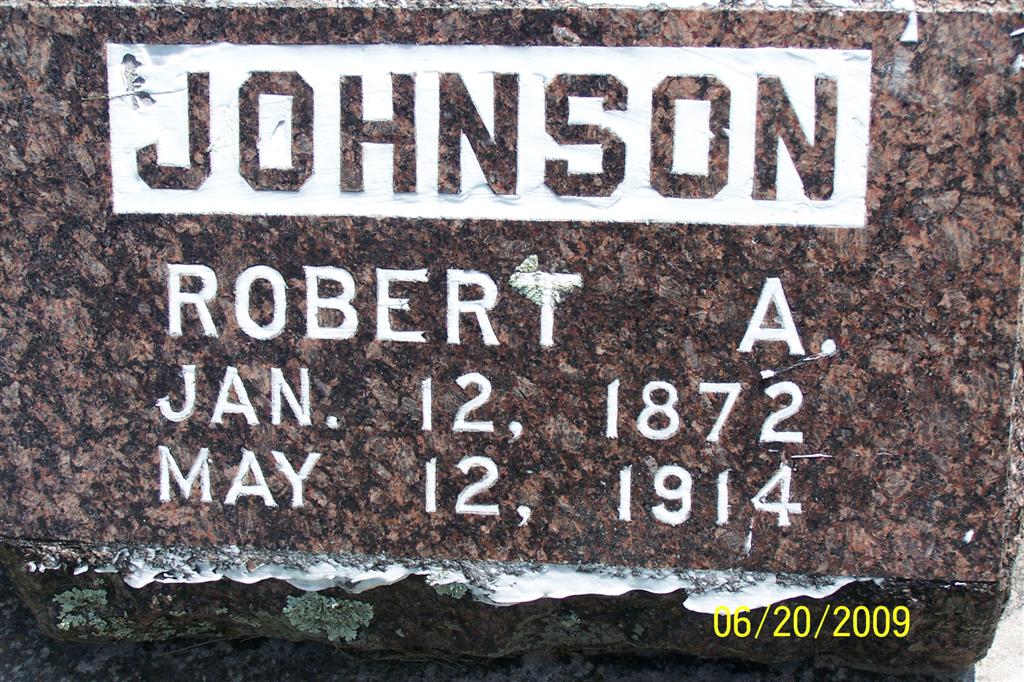 JOHNSON
ROBERT A.
JAN. 12, 1872
MAY 12, 1914
06/20/2009